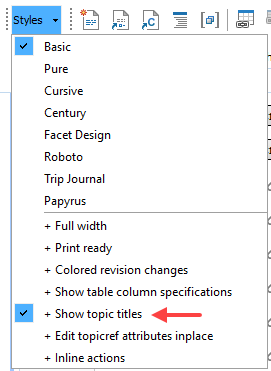 Styles
Basic
Pure
Cursive
Century
Facet Design
Roboto
Trip Journal
Papyrus
+ Full width
+ Print ready
+ Colored revision changes
+ Show table column specifications
+ Show topic titles
+ Edit topicref attributes inplace
+ Inline actions